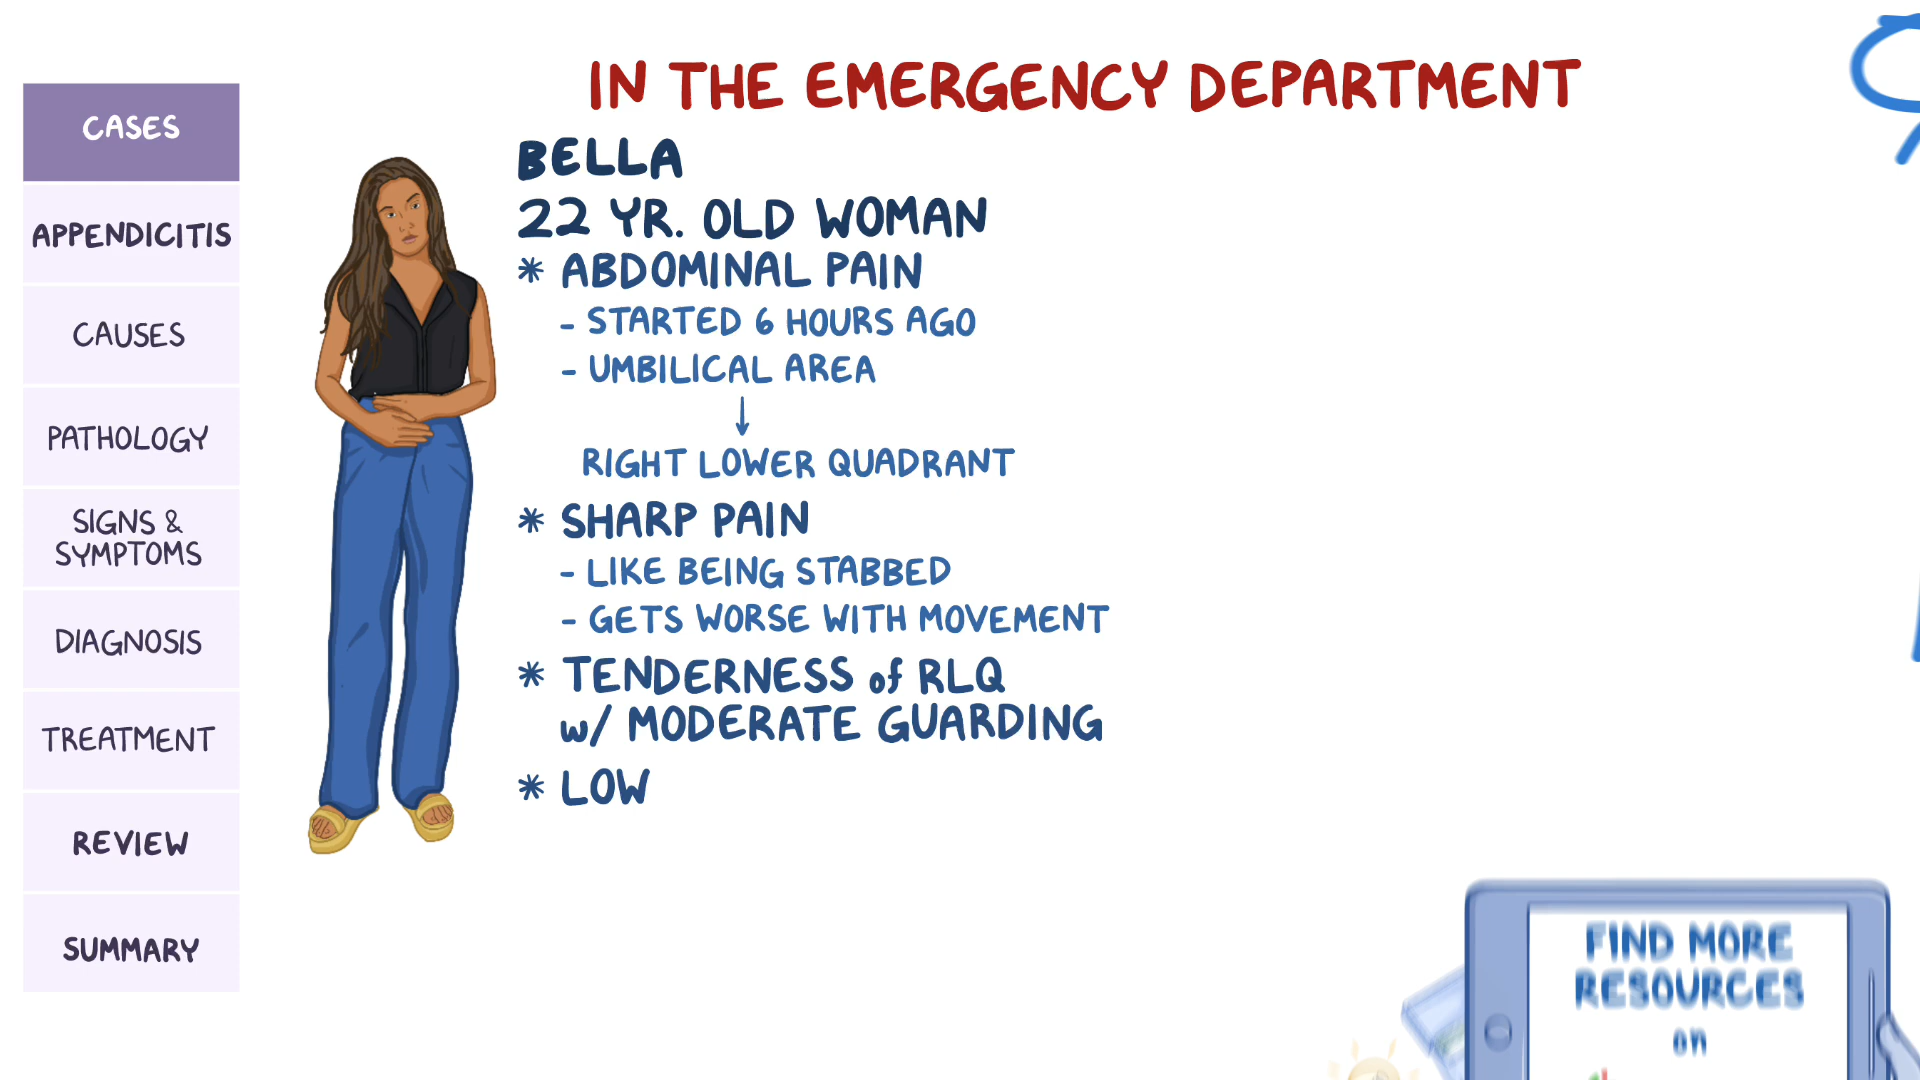 IN THE EMERGENCY DEPARTMENT
CASES
APPENDICITIS
CAUSES
PATHOLOGY
SIGNS &
SYMPTOMS
DIAGNOSIS
TREATMENT
REVIEW
SUMMARY
BELLA
22 YR. OLD WOMAN
* ABDOMINAL PAIN
- STARTED 6 HOURS AGO
- UMBILICAL AREA
↓
RIGHT LOWER QUADRANT
* SHARP PAIN
- LIKE BEING STABBED
- GETS WORSE WITH MOVEMENT
* TENDERNESS of RLQ
w/ MODERATE GUARDING
* LOW
FIND MORE
RESOURCES
on